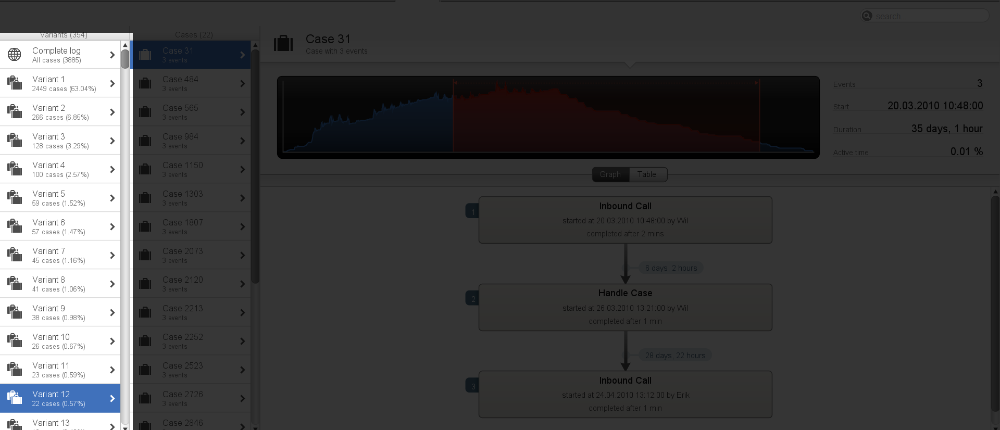 search...
Variants (354)
Complete log
All cases (3885)
Variant 1
2449 cases (63.04%)
Variant 2
266 cases (6.85%)
Variant 3
128 cases (3.29%)
Variant 4
100 cases (2.57%)
Variant 5
59 cases (1.52%)
Variant 6
57 cases (1.47%)
Variant 7
45 cases (1.16%)
Variant 8
41 cases (1.06%)
Variant 9
38 cases (0.98%)
Variant 10
26 cases (0.67%)
Variant 11
23 cases (0.59%)
Variant 12
22 cases (0.57%)
Variant 13
Cases (22)
Case 31
3 events
Case 484
3 events
Case 565
3 events
Case 984
3 events
Case 1150
3 events
Case 1303
3 events
Case 1807
3 events
Case 2073
3 events
Case 2120
3 events
Case 2213
3 events
Case 2252
3 events
Case 2523
3 events
Case 2726
3 events
Case 2846
Case 31
Case with 3 events
Events 3
Start 20.03.2010 10:48:00
Duration 35 days, 1 hour
Active time 0.01 %
Graph Table
1
Inbound Call
started at 20.03.2010 10:48:00 by Wil
completed after 2 mins
6 days, 2 hours
2
Handle Case
started at 26.03.2010 13:21:00 by Wil
completed after 1 min
28 days, 22 hours
3
Inbound Call
started at 24.04.2010 13:12:00 by Erik
completed after 1 min